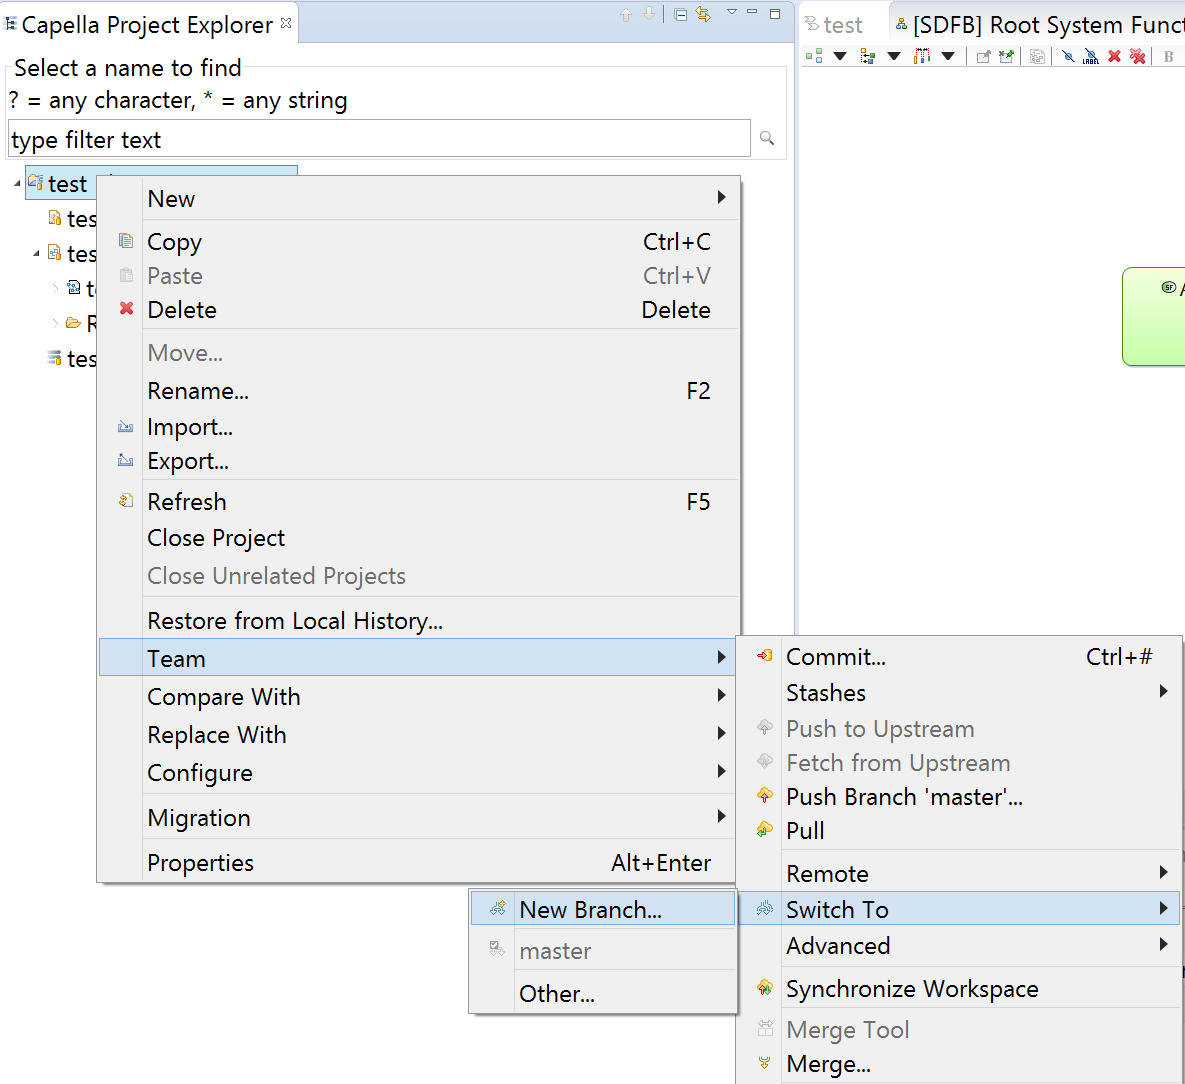 Capella Project Explorer
test
[SDFB] Root System Funct
Select a name to find
? = any character, * = any string
type filter text
LABEL
B
test
tes
tes
t
R
tes
SF A
New
Copy Ctrl+C
Paste Ctrl+V
Delete Delete
Move...
Rename... F2
Import...
Export...
Refresh F5
Close Project
Close Unrelated Projects
Restore from Local History...
Team
Compare With
Replace With
Configure
Migration
Properties Alt+Enter
Commit... Ctrl+#
Stashes
Push to Upstream
Fetch from Upstream
Push Branch 'master'...
Pull
Remote
Switch To
Advanced
Synchronize Workspace
Merge Tool
Merge...
New Branch...
master
Other...